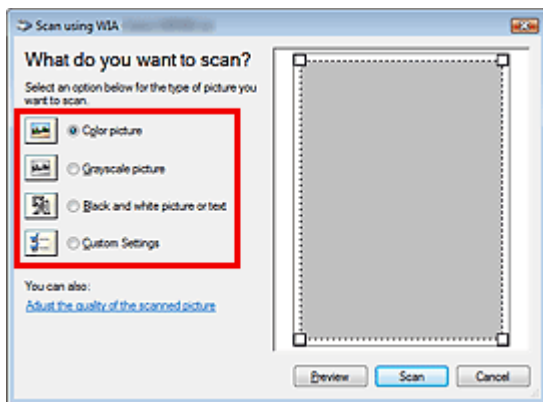 Scan using WIA
What do you want to scan?
Select an option below for the type of picture you
want to scan.
Color picture
Grayscale picture
Black and white picture or text
Custom Settings
You can also:
Adjust the quality of the scanned picture
Preview
Scan
Cancel